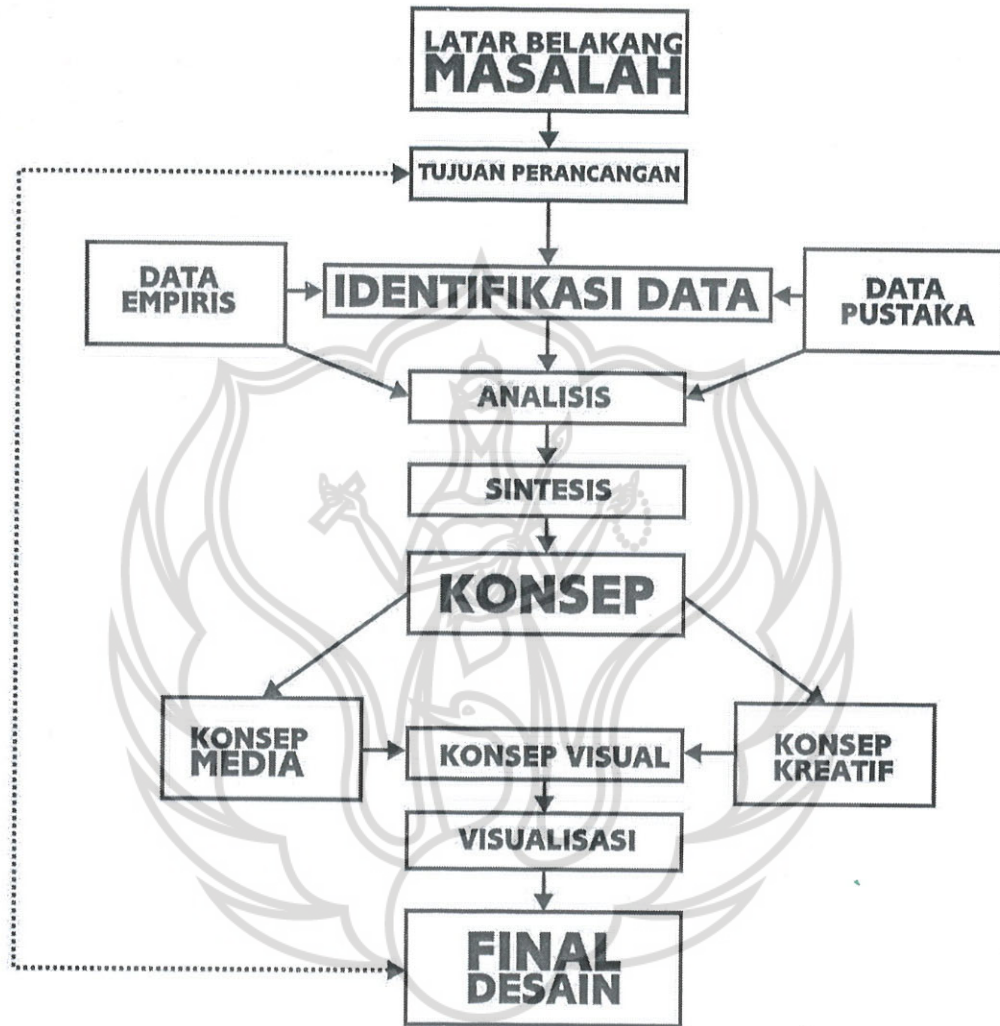 LATAR BELAKANG
MASALAH
TUJUAN PERANCANGAN
DATA
EMPIRIS
IDENTIFIKASI DATA
DATA
PUSTAKA
ANALISIS
SINTESIS
KONSEP
KONSEP
MEDIA
KONSEP VISUAL
KONSEP
KREATIF
VISUALISASI
FINAL
DESAIN